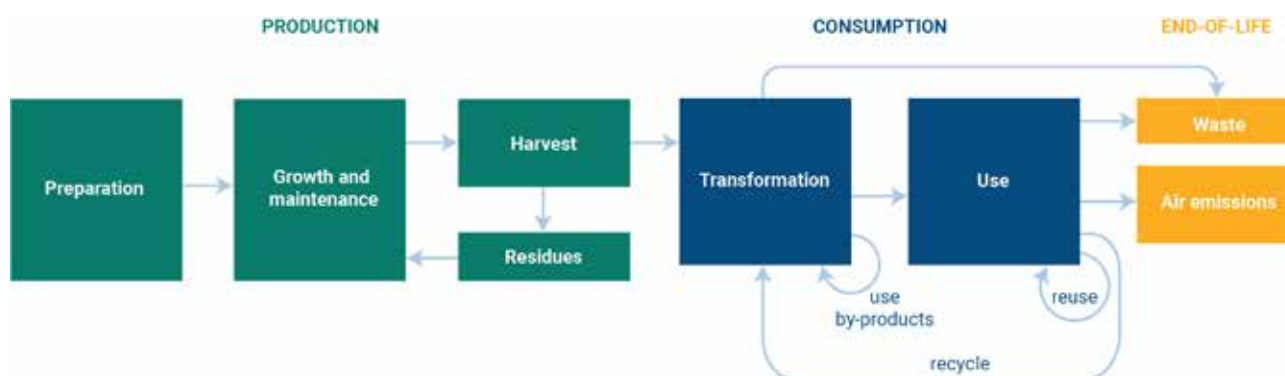 PRODUCTION
CONSUMPTION
END-OF-LIFE
Preparation
Growth and
maintenance
Harvest
Residues
Transformation
Use
Waste
Air emissions
use
by-products
reuse
recycle